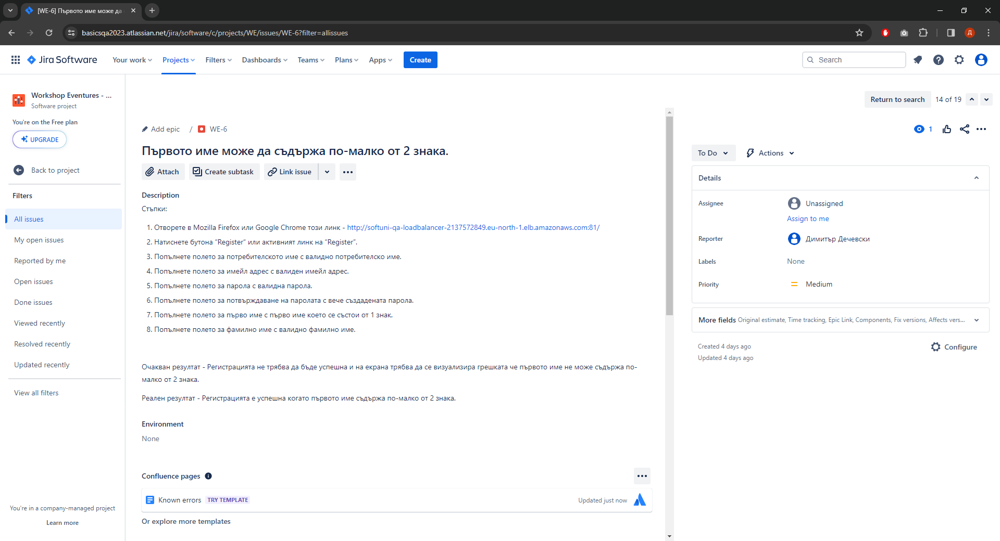 [WE-6] Първото име може да
basicsqa2023.atlassian.net/jira/software/c/projects/WE/issues/WE-6?filter=allissues
Д
Jira Software
Your work
Projects
Filters
Dashboards
Teams
Plans
Apps
Create
Search
Workshop Eventures - ...
Software project
You're on the Free plan
UPGRADE
Back to project
Filters
All issues
My open issues
Reported by me
Open issues
Done issues
Viewed recently
Resolved recently
Updated recently
View all filters
You're in a company-managed project
Learn more
Return to search
14 of 19
Add epic / WE-6
1
Първото име може да съдържа по-малко от 2 знака.
Attach
Create subtask
Link issue
Description
Стъпки:
1. Отворете в Mozilla Firefox или Google Chrome този линк - http://softuni-qa-loadbalancer-2137572849.eu-north-1.elb.amazonaws.com:81/
2. Натиснете бутона “Register“ или активният линк на “Register”.
3. Попълнете полето за потребителското име с валидно потребителско име.
4. Попълнете полето за имейл адрес с валиден имейл адрес.
5. Попълнете полето за парола с валидна парола.
6. Попълнете полето за потвърждаване на паролата с вече създадената парола.
7. Попълнете полето за първо име с първо име което се състои от 1 знак.
8. Попълнете полето за фамилно име с валидно фамилно име.
Очакван резултат - Регистрацията не трябва да бъде успешна и на екрана трябва да се визуализира грешката че първото име не може съдържа по-
малко от 2 знака.
Реален резултат - Регистрацията е успешна когато първото име съдържа по-малко от 2 знака.
Environment
None
Confluence pages
Known errors TRY TEMPLATE
Updated just now
Or explore more templates
To Do
Actions
Details
Assignee
Unassigned
Assign to me
Reporter
Димитър Дечевски
Labels
None
Priority
Medium
More fields Original estimate, Time tracking, Epic Link, Components, Fix versions, Affects vers...
Created 4 days ago
Updated 4 days ago
Configure